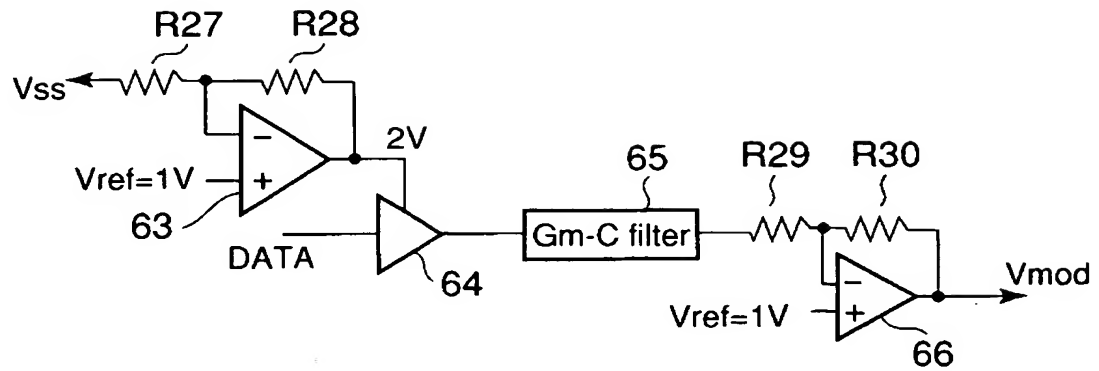 R27
R28
Vss
−
2V
Vref=1V
+
63
DATA
64
65
Gm-C filter
R29
R30
−
Vmod
Vref=1V
+
66